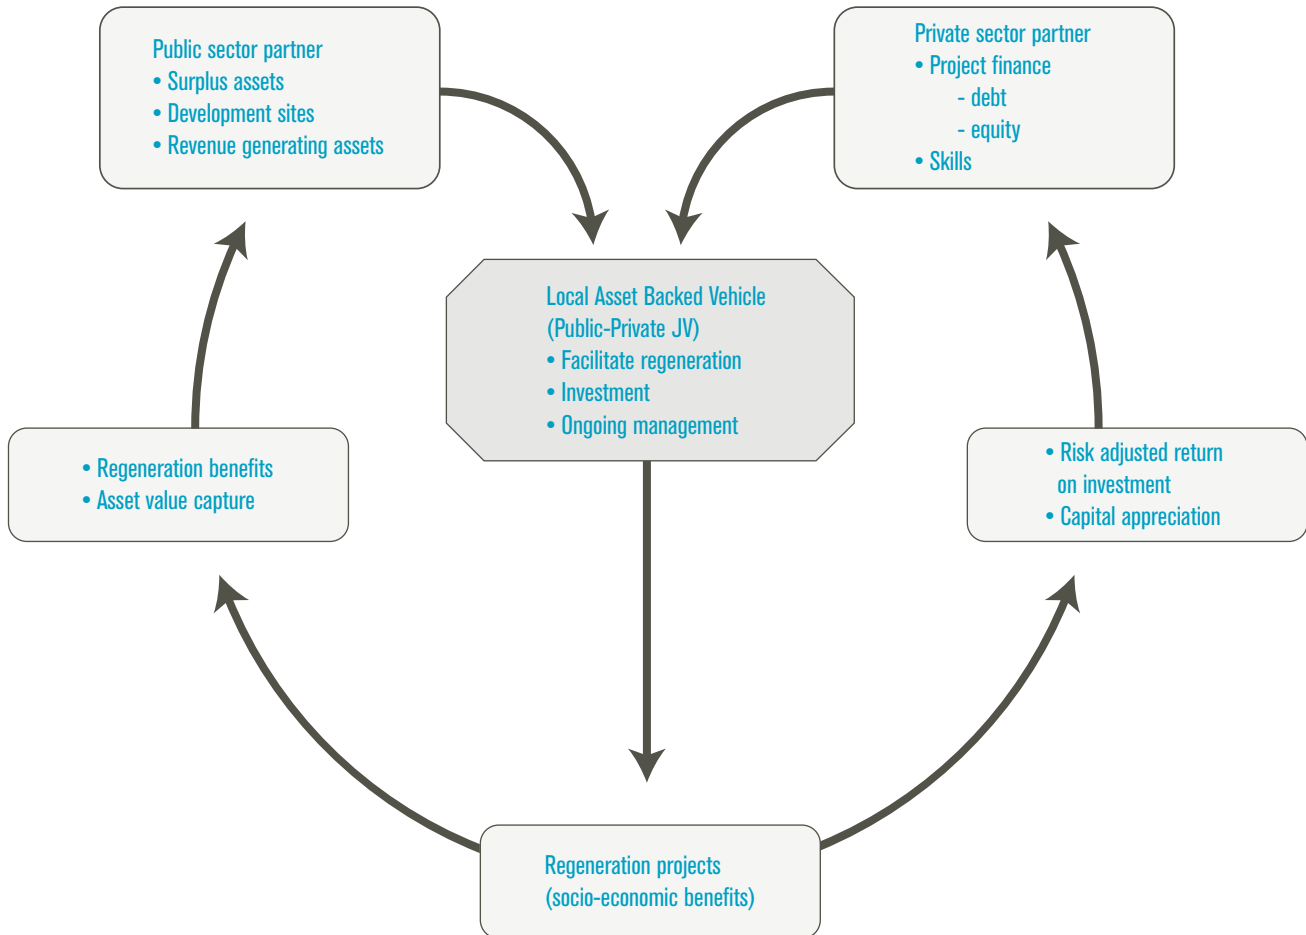 Public sector partner
• Surplus assets
• Development sites
• Revenue generating assets
Private sector partner
• Project finance
- debt
- equity
• Skills
Local Asset Backed Vehicle
(Public-Private JV)
• Facilitate regeneration
• Investment
• Ongoing management
• Regeneration benefits
• Asset value capture
• Risk adjusted return
on investment
• Capital appreciation
Regeneration projects
(socio-economic benefits)